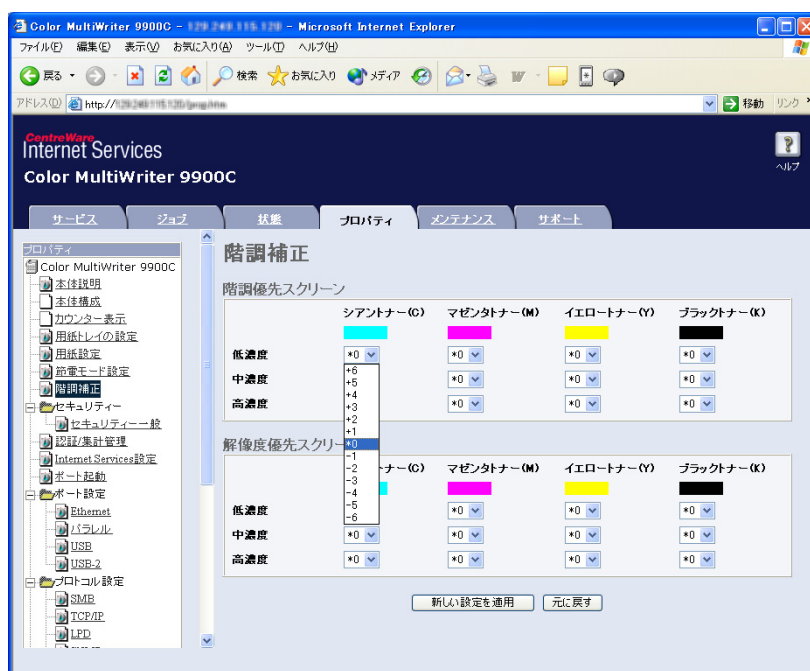 Color MultiWriter 9900C - - Microsoft Internet Explorer
ファイル(F) 編集(E) 表示(V) お気に入り(A) ツール(T) ヘルプ(H)
戻る 検索 お気に入り メディア
アドレス(D) http:// 移動 リンク
CentreWare
Internet Services
Color MultiWriter 9900C
ヘルプ
サービス ジョブ 状態 プロパティ メンテナンス サポート
プロパティ
Color MultiWriter 9900C
本体説明
本体構成
カウンター表示
用紙トレイの設定
用紙設定
節電モード設定
階調補正
セキュリティー
セキュリティー一般
認証/集計管理
Internet Services設定
ポート起動
ポート設定
Ethernet
パラレル
USB
USB-2
プロトコル設定
SMB
TCP/IP
LPD
階調補正
階調優先スクリーン
シアントナー(C) マゼンタトナー(M) イエロートナー(Y) ブラックトナー(K)
低濃度 *0 *0 *0 *0
中濃度 *0 *0 *0
高濃度 *0 *0 *0
+6
+5
+4
+3
+2
+1
*0
-1
-2
-3
-4
-5
-6
解像度優先スクリー
トナー(C) マゼンタトナー(M) イエロートナー(Y) ブラックトナー(K)
低濃度 *0 *0 *0
中濃度 *0 *0 *0 *0
高濃度 *0 *0 *0 *0
新しい設定を適用 元に戻す